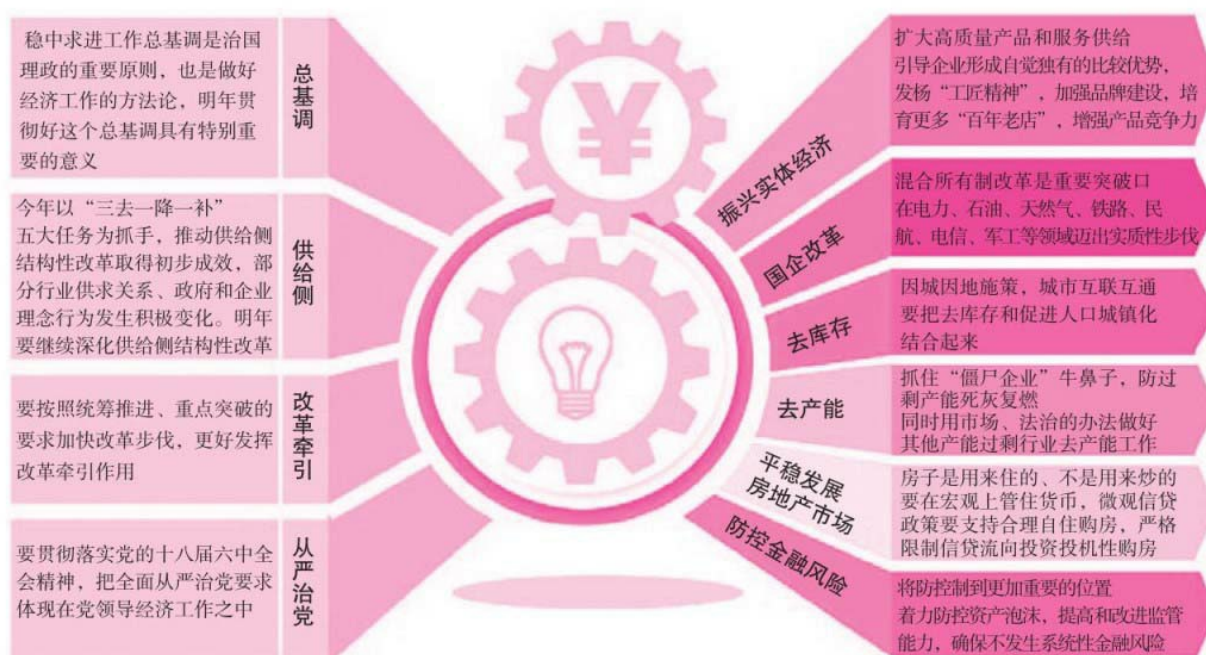 稳中求进工作总基调是治国
理政的重要原则，也是做好
经济工作的方法论，明年贯
彻好这个总基调具有特别重
要的意义
总基调
今年以“三去一降一补”
五大任务为抓手，推动供给侧
结构性改革取得初步成效，部
分行业供求关系、政府和企业
理念行为发生积极变化。明年
要继续深化供给侧结构性改革
供给侧
要按照统筹推进、重点突破的
要求加快改革步伐，更好发挥
改革牵引作用
改革牵引
要贯彻落实党的十八届六中全
会精神，把全面从严治党要求
体现在党领导经济工作之中
从严治党
¥
振兴实体经济
扩大高质量产品和服务供给
引导企业形成自觉独有的比较优势，
发杨“工匠精神”，加强品牌建设，培
育更多“百年老店”，增强产品竞争力
国企改革
混合所有制改革是重要突破口
在电力、石油、天然气、铁路、民
航、电信、军工等领域迈出实质性步伐
去库存
因城因地施策，城市互联互通
要把去库存和促进人口城镇化
结合起来
去产能
抓住“僵尸企业”牛鼻子，防过
剩产能死灰复燃
同时用市场、法治的办法做好
其他产能过剩行业去产能工作
平稳发展
房地产市场
房子是用来住的、不是用来炒的
要在宏观上管住货币，微观信贷
政策要支持合理自住购房，严格
限制信贷流向投资投机性购房
防控金融风险
将防控制到更加重要的位置
着力防控资产泡沫，提高和改进监管
能力，确保不发生系统性金融风险